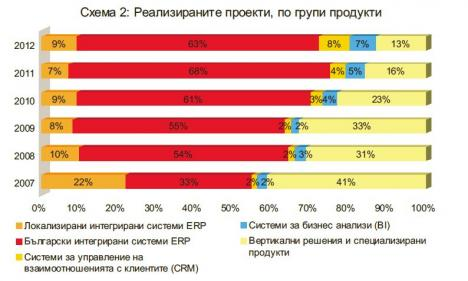 Схема 2: Реализираните проекти, по групи продукти
2012 9% 63% 8% 7% 13%
2011 7% 68% 4% 5% 16%
2010 9% 61% 3% 4% 23%
2009 8% 55% 2% 2% 33%
2008 10% 54% 2% 3% 31%
2007 22% 33% 2% 2% 41%
0% 10% 20% 30% 40% 50% 60% 70% 80% 90% 100%
Локализирани интегрирани системи ERP
Български интегрирани системи ERP
Системи за управление на
взаимоотношенията с клиентите (CRM)
Системи за бизнес анализи (BI)
Вертикални решения и специализирани
продукти